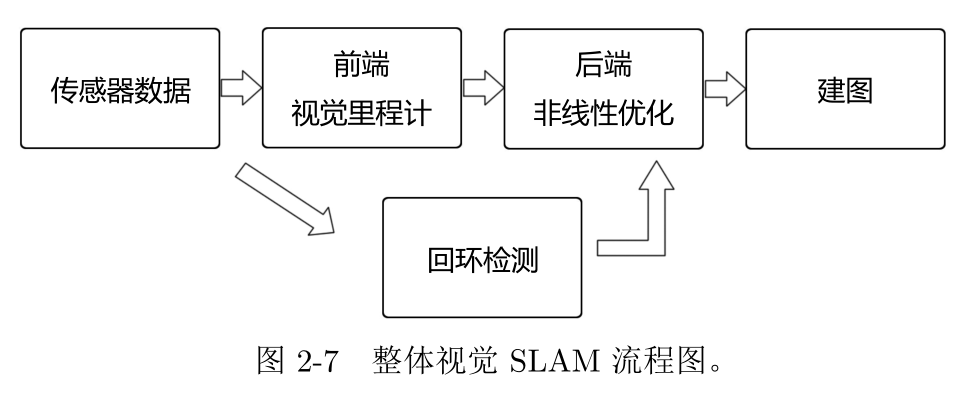 传感器数据
前端
视觉里程计
后端
非线性优化
建图
回环检测
图 2-7 整体视觉 SLAM 流程图。